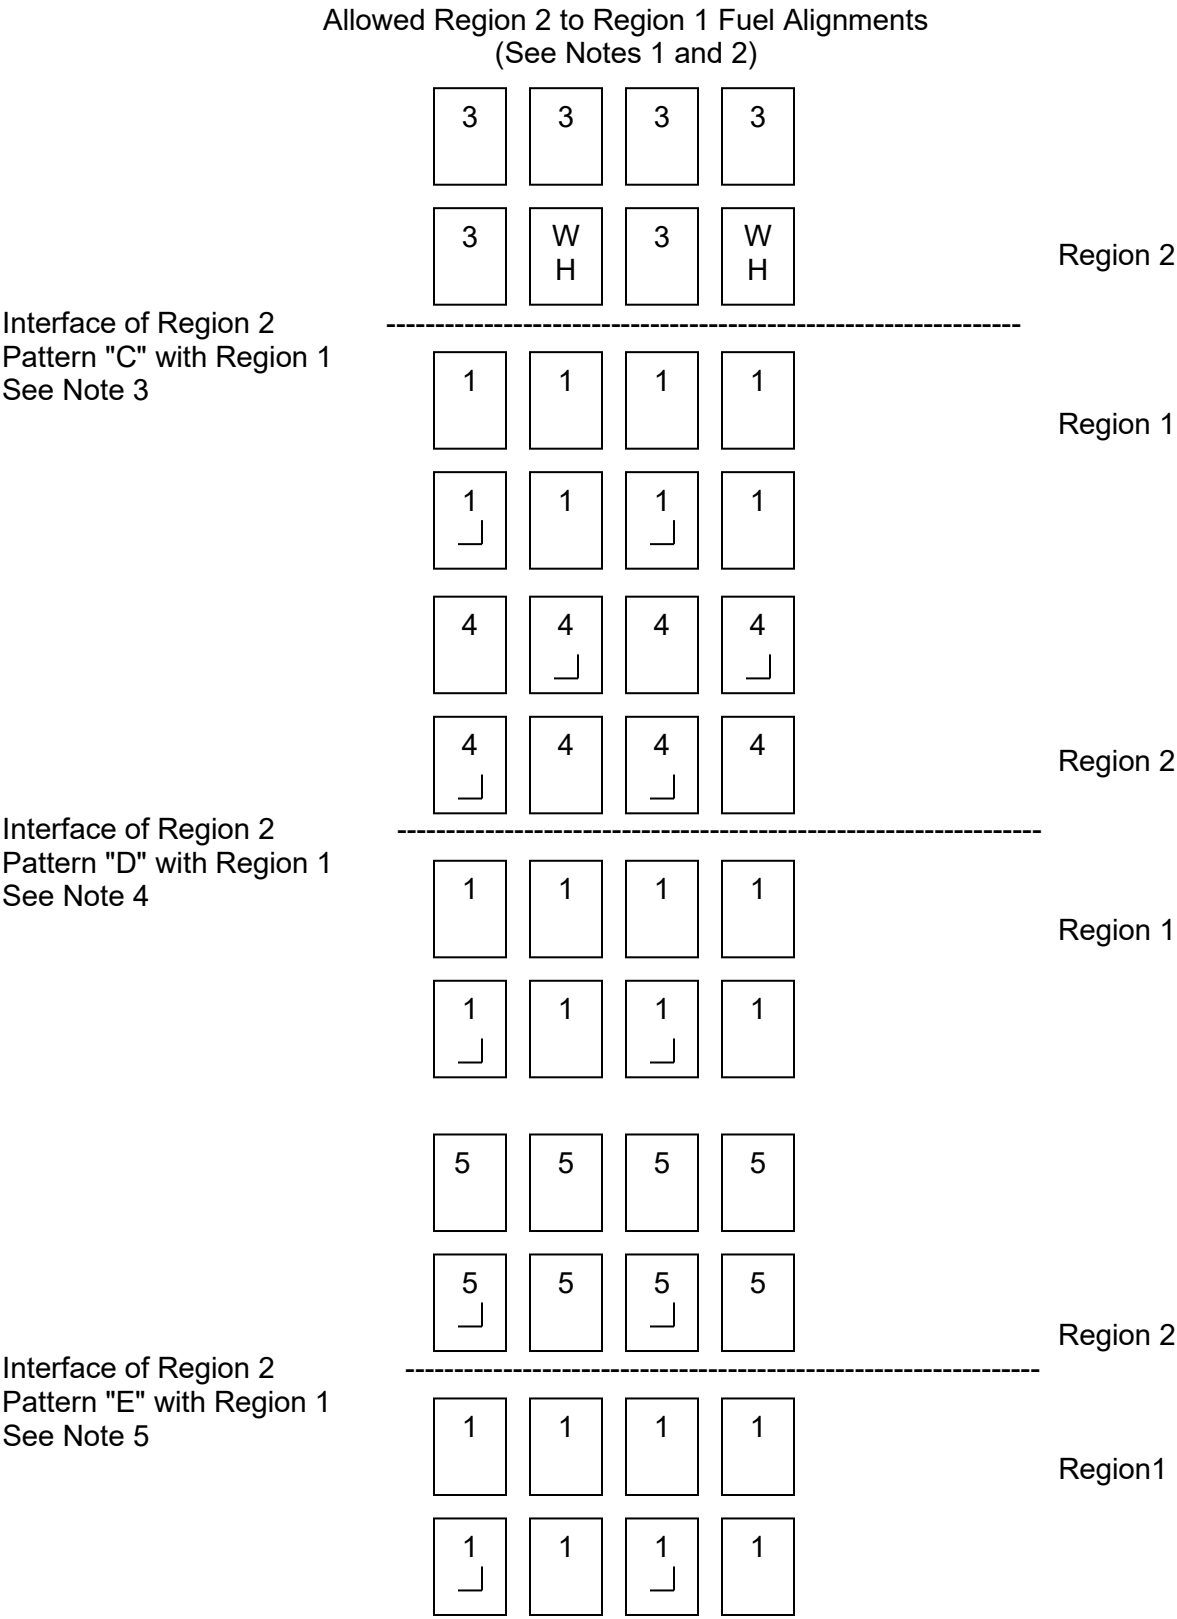 Allowed Region 2 to Region 1 Fuel Alignments
(See Notes 1 and 2)
3 3 3 3
3 W 3 W
H H
Region 2
Interface of Region 2
Pattern "C" with Region 1
See Note 3
-----------------------------------------------------------------
1 1 1 1
Region 1
1 1 1 1
4 4 4 4
4 4 4 4
Region 2
Interface of Region 2
Pattern "D" with Region 1
See Note 4
------------------------------------------------------------------
1 1 1 1
Region 1
1 1 1 1
5 5 5 5
5 5 5 5
Region 2
Interface of Region 2
Pattern "E" with Region 1
See Note 5
-----------------------------------------------------------------
1 1 1 1
Region1
1 1 1 1